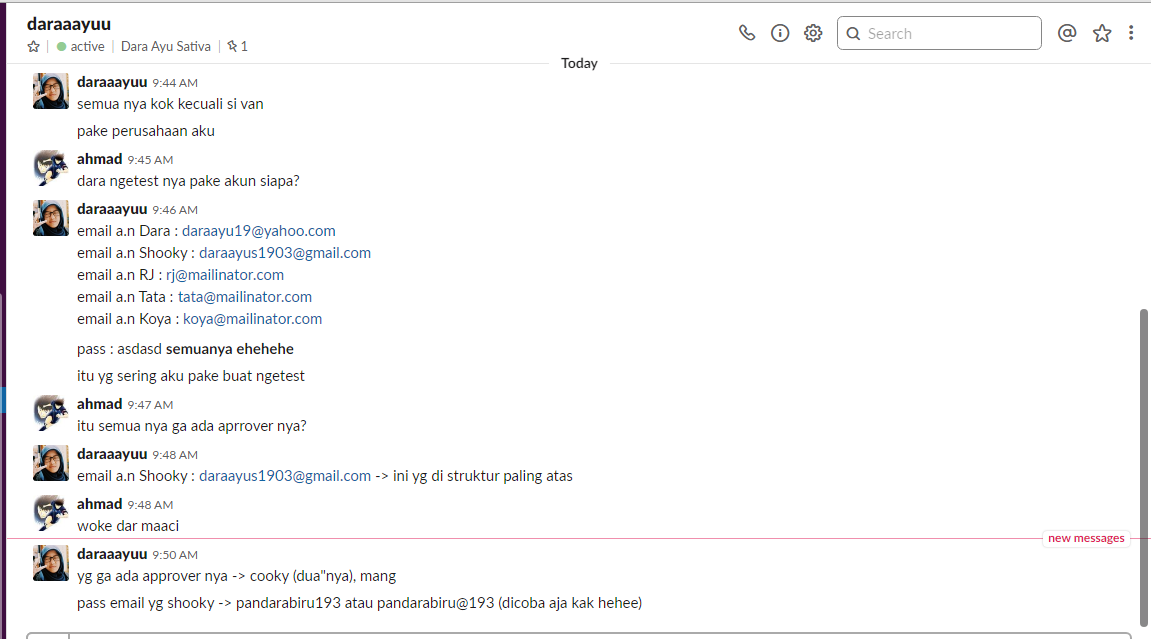 daraaayuu
active | Dara Ayu Sativa | 1
Search
Today
daraaayuu 9:44 AM
semua nya kok kecuali si van
pake perusahaan aku
ahmad 9:45 AM
dara ngetest nya pake akun siapa?
daraaayuu 9:46 AM
email a.n Dara : daraayu19@yahoo.com
email a.n Shooky : daraayus1903@gmail.com
email a.n RJ : rj@mailinator.com
email a.n Tata : tata@mailinator.com
email a.n Koya : koya@mailinator.com
pass : asdasd semuanya ehehehe
itu yg sering aku pake buat ngetest
ahmad 9:47 AM
itu semua nya ga ada aprrover nya?
daraaayuu 9:48 AM
email a.n Shooky : daraayus1903@gmail.com -> ini yg di struktur paling atas
ahmad 9:48 AM
woke dar maaci
new messages
daraaayuu 9:50 AM
yg ga ada approver nya -> cooky (dua"nya), mang
pass email yg shooky -> pandarabiru193 atau pandarabiru@193 (dicoba aja kak hehee)